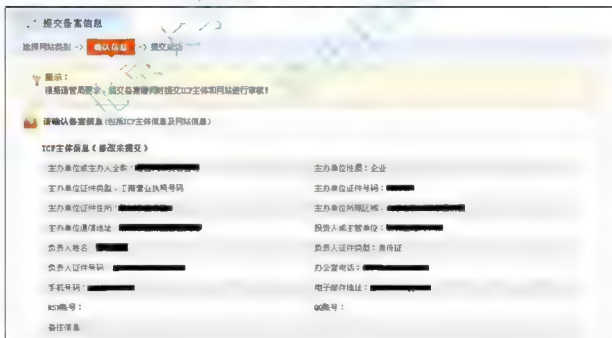 提交备案信息
选择网站类别 -> 确认信息 -> 提交成功
提示：
根据通管局要求，提交备案需同时提交ICP主体和网站进行审核！
请确认备案信息(包括ICP主体信息及网站信息)
ICP主体信息（修改未提交）
主办单位或主办人全称： 主办单位性质：企业
主办单位证件类型：工商营业执照号码 主办单位证件号码：
主办单位证件住所： 主办单位所属区域：
主办单位通信地址： 投资人或主管单位：
负责人姓名： 负责人证件类型：身份证
负责人证件号码： 办公室电话：
手机号码： 电子邮件地址：
MSN账号： QQ账号：
备注信息